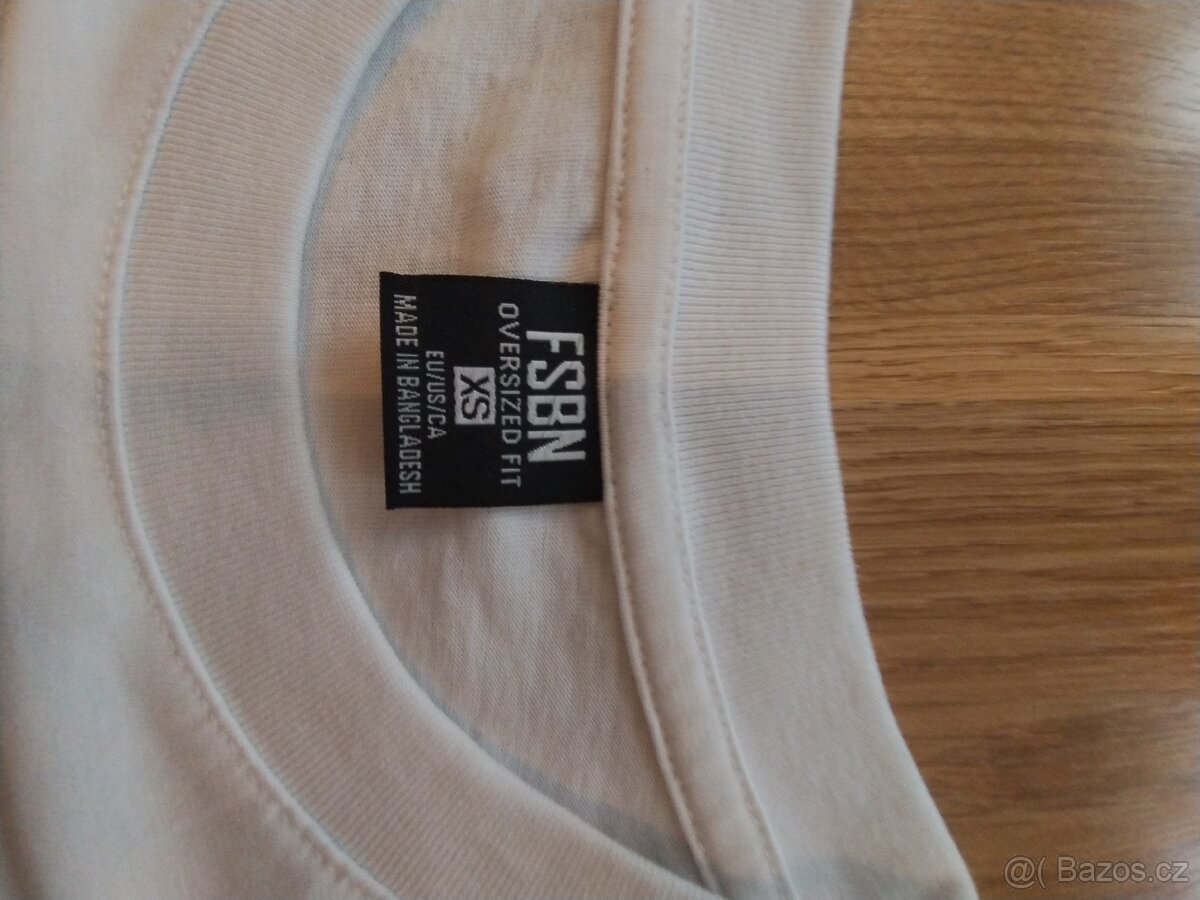 FSBN
OVERSIZED FIT
XS
EU/US/CA
MADE IN BANGLADESH
@( Bazos.cz